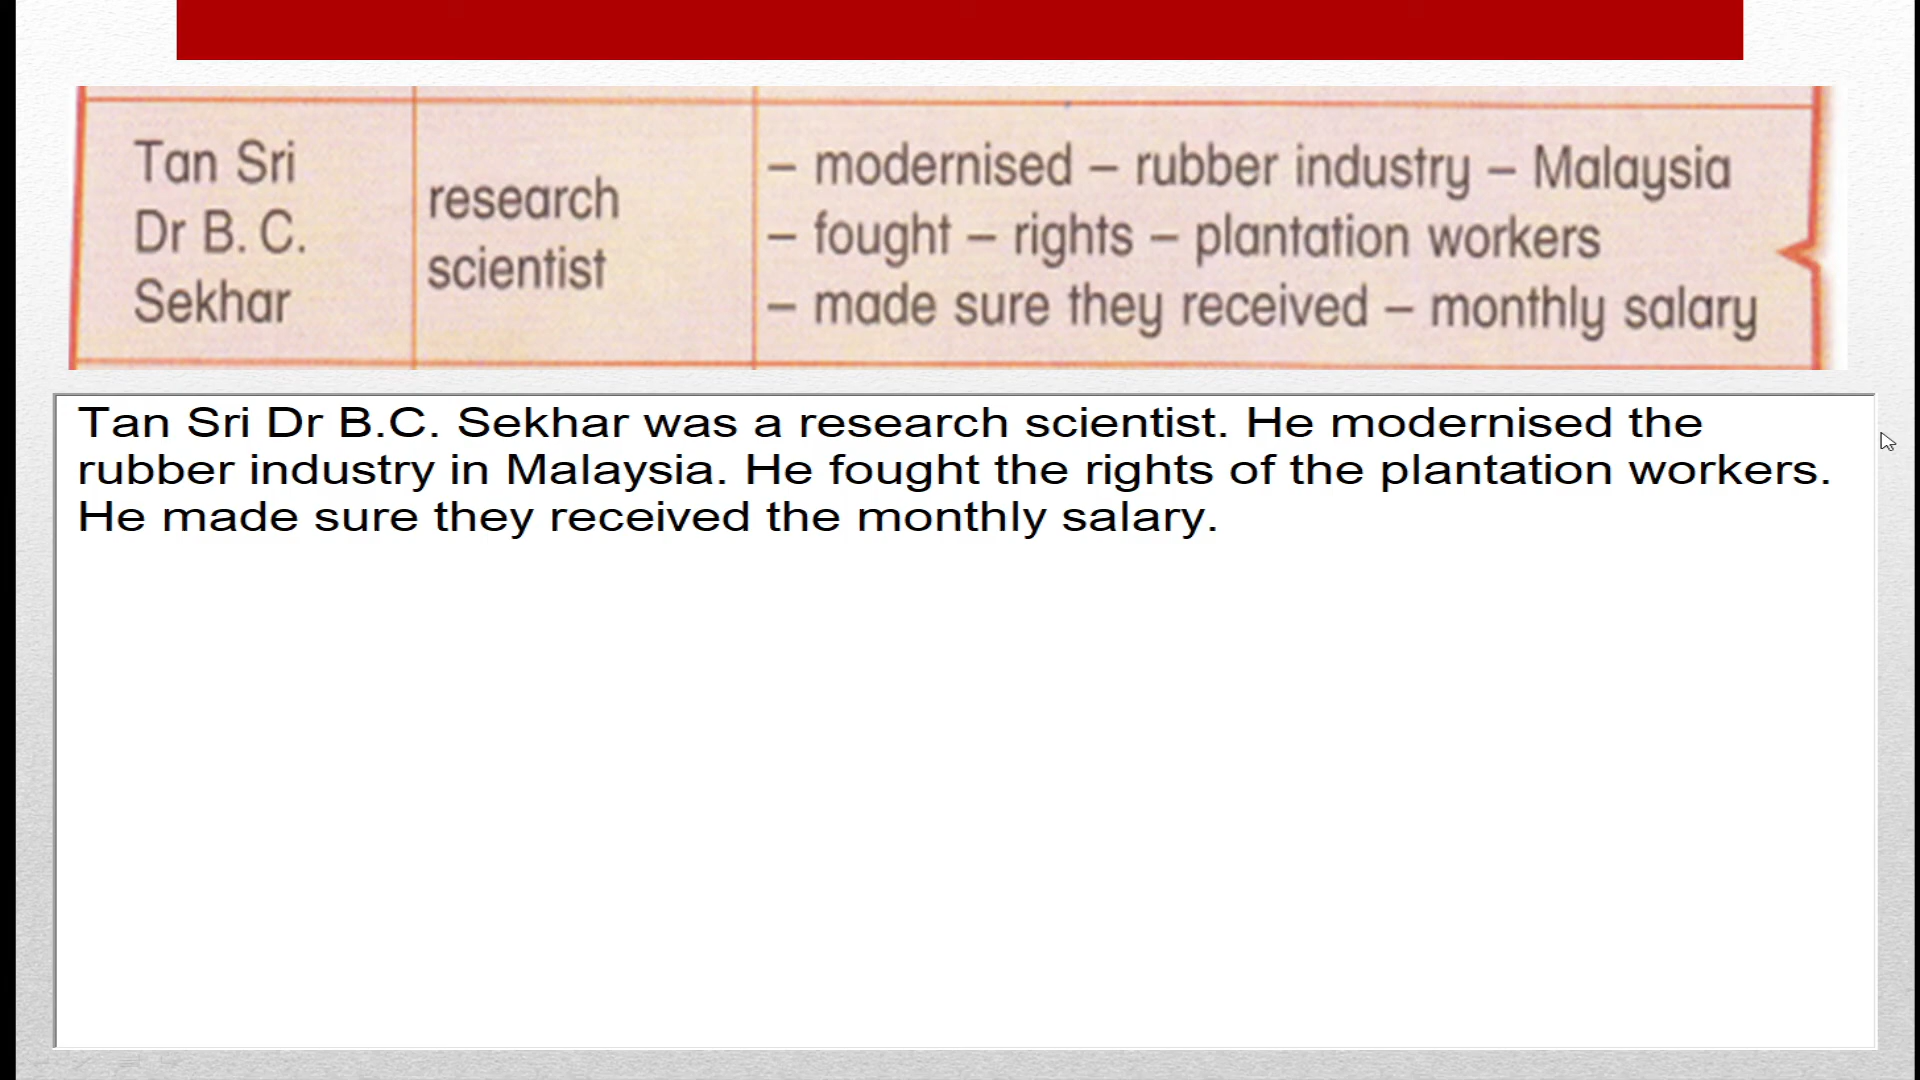 Tan Sri
Dr B. C.
Sekhar
research
scientist
– modernised – rubber industry – Malaysia
– fought – rights – plantation workers
– made sure they received – monthly salary
Tan Sri Dr B.C. Sekhar was a research scientist. He modernised the
rubber industry in Malaysia. He fought the rights of the plantation workers.
He made sure they received the monthly salary.